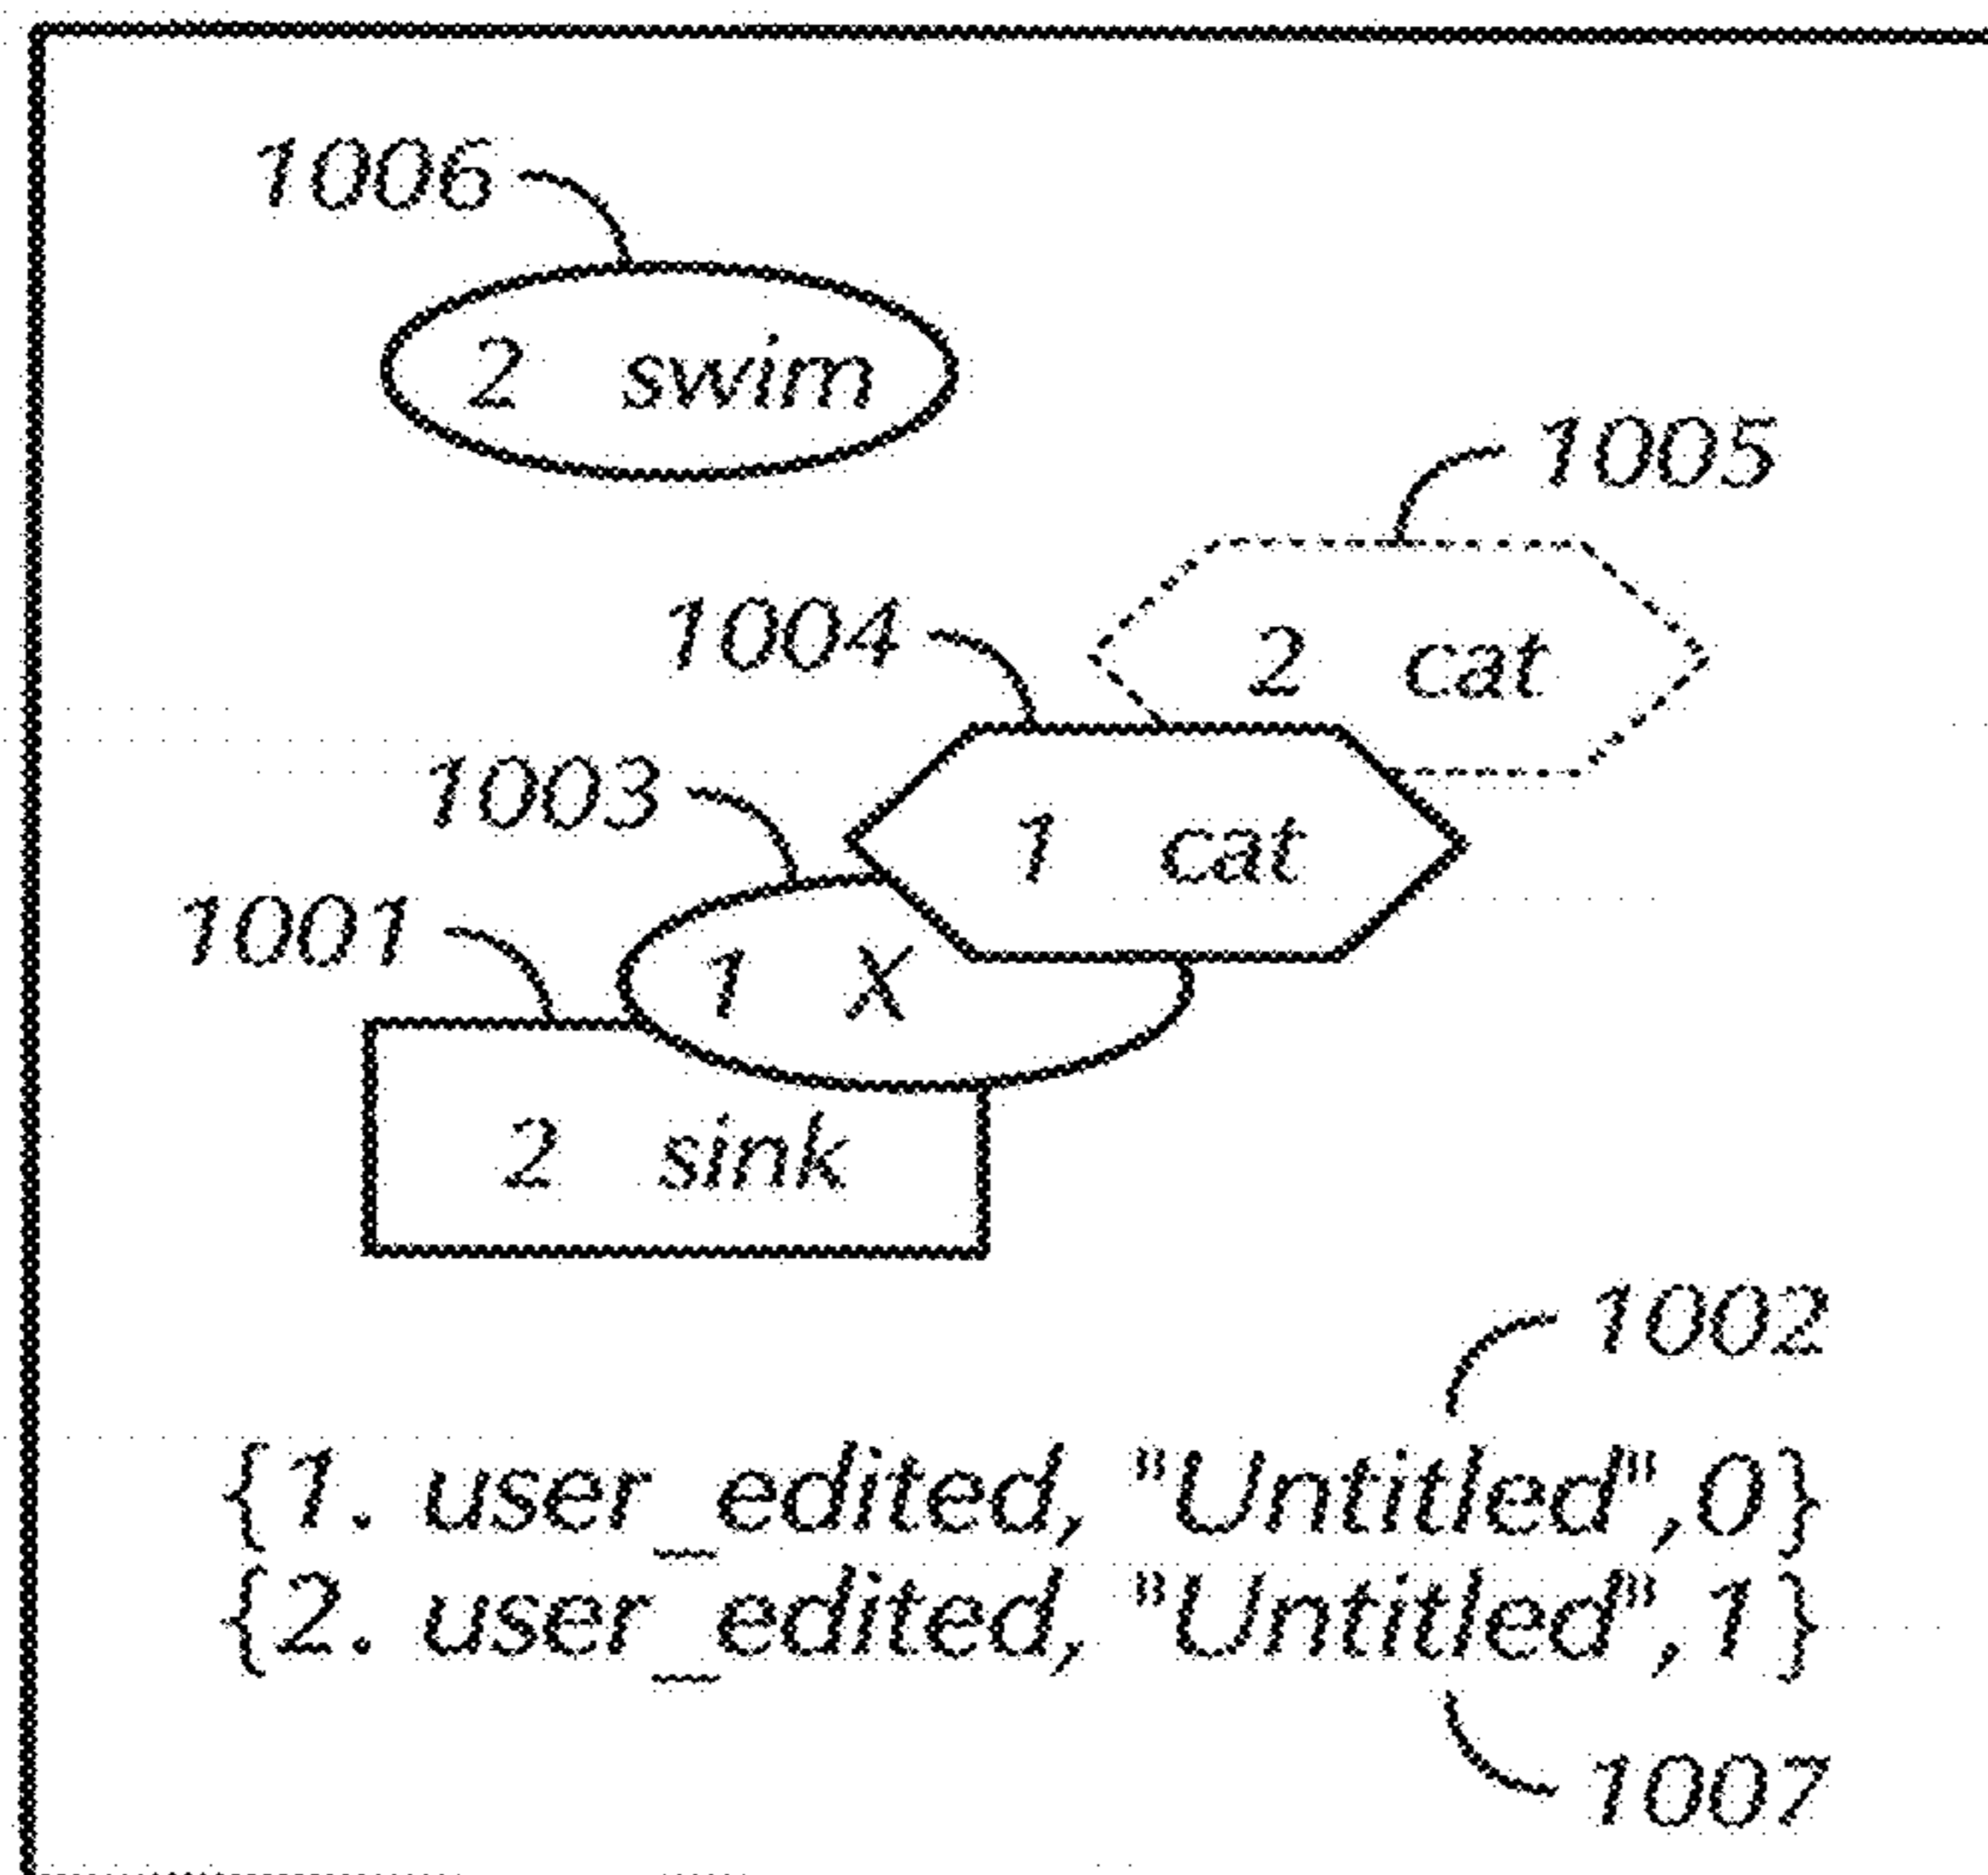 1006
2 swim
1005
2 cat
1004
1 cat
1003
1 X
1001
2 sink
1002
{1. user_edited, "Untitled",0}
{2. user_edited, "Untitled",1}
1007